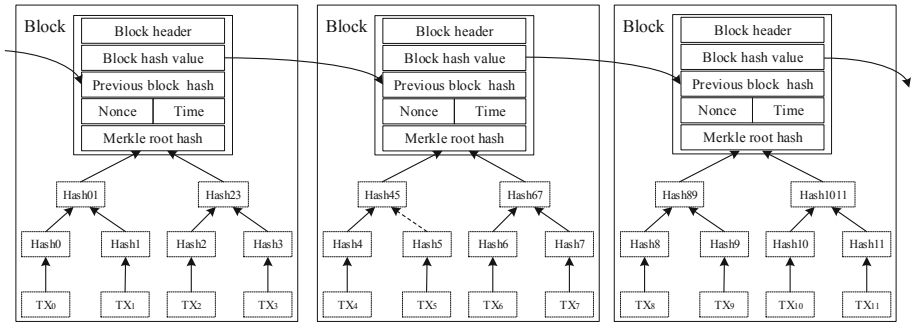 Block
Block header
Block hash value
Previous block hash
Nonce Time
Merkle root hash
Hash01 Hash23
Hash0 Hash1 Hash2 Hash3
TX0 TX1 TX2 TX3
Block
Block header
Block hash value
Previous block hash
Nonce Time
Merkle root hash
Hash45 Hash67
Hash4 Hash5 Hash6 Hash7
TX4 TX5 TX6 TX7
Block
Block header
Block hash value
Previous block hash
Nonce Time
Merkle root hash
Hash89 Hash1011
Hash8 Hash9 Hash10 Hash11
TX8 TX9 TX10 TX11